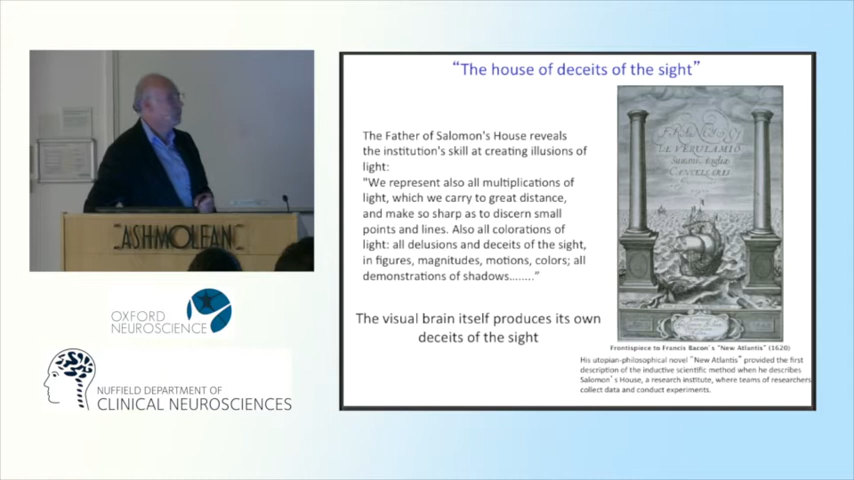 "The house of deceits of the sight"
The Father of Salomon's House reveals
the institution's skill at creating illusions of
light:
"We represent also all multiplications of
light, which we carry to great distance,
and make so sharp as to discern small
points and lines. Also all colorations of
light: all delusions and deceits of the sight,
in figures, magnitudes, motions, colors; all
demonstrations of shadows........"
The visual brain itself produces its own
deceits of the sight
FRANCISCI
DE VERULAMIO
Summi Angliae
CANCELLARIJ
Frontispiece to Francis Bacon's "New Atlantis" (1620)
His utopian-philosophical novel "New Atlantis" provided the first
description of the inductive scientific method when he describes
Salomon's House, a research institute, where teams of researchers
collect data and conduct experiments.
ASHMOLEAN
OXFORD
NEUROSCIENCE
NUFFIELD DEPARTMENT OF
CLINICAL NEUROSCIENCES